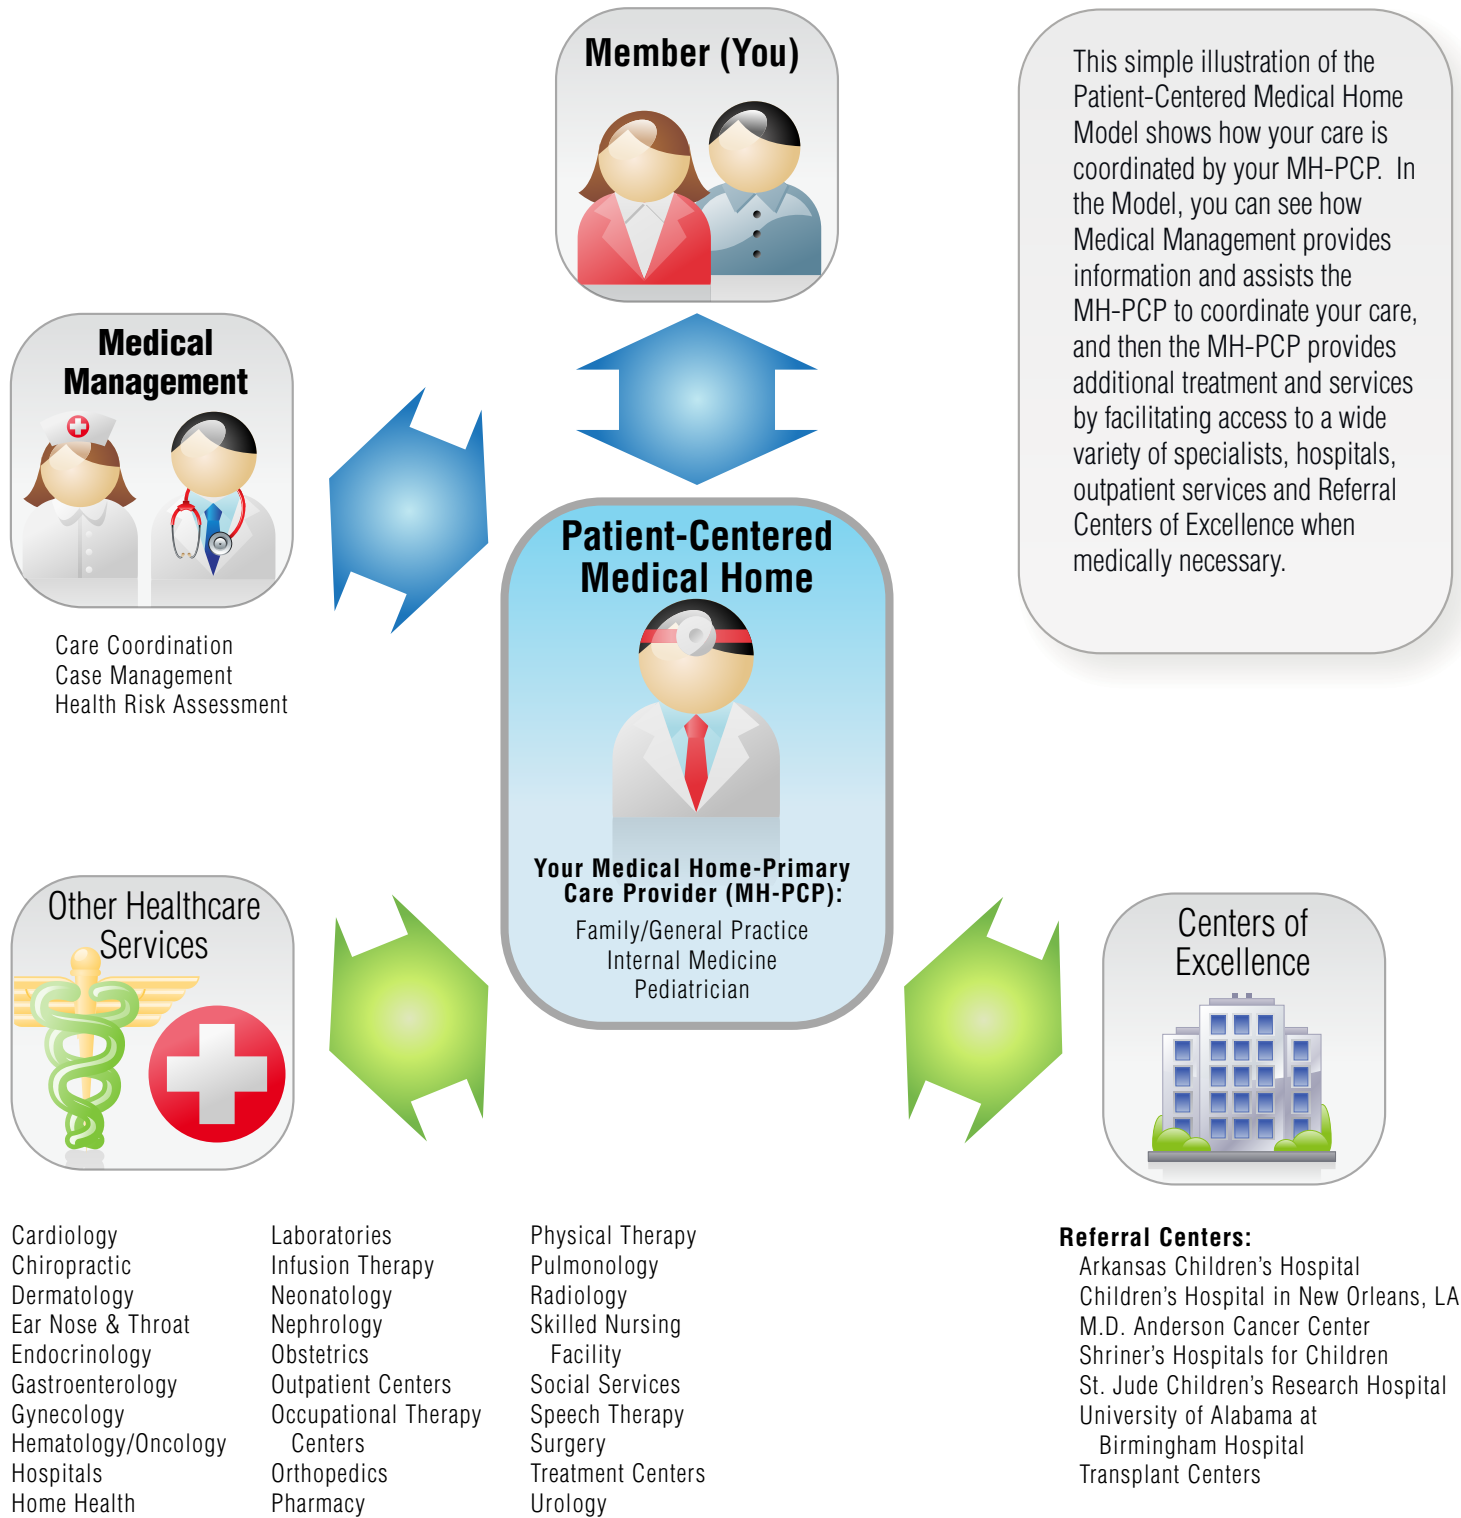 Member (You)
This simple illustration of the
Patient-Centered Medical Home
Model shows how your care is
coordinated by your MH-PCP.  In
the Model, you can see how
Medical Management provides
information and assists the
MH-PCP to coordinate your care,
and then the MH-PCP provides
additional treatment and services
by facilitating access to a wide
variety of specialists, hospitals,
outpatient services and Referral
Centers of Excellence when
medically necessary.
Medical
Management
Care Coordination
Case Management
Health Risk Assessment
Patient-Centered
Medical Home
Your Medical Home-Primary
Care Provider (MH-PCP):
Family/General Practice
Internal Medicine
Pediatrician
Other Healthcare
Services
Cardiology
Chiropractic
Dermatology
Ear Nose & Throat
Endocrinology
Gastroenterology
Gynecology
Hematology/Oncology
Hospitals
Home Health
Laboratories
Infusion Therapy
Neonatology
Nephrology
Obstetrics
Outpatient Centers
Occupational Therapy
Centers
Orthopedics
Pharmacy
Physical Therapy
Pulmonology
Radiology
Skilled Nursing
Facility
Social Services
Speech Therapy
Surgery
Treatment Centers
Urology
Centers of
Excellence
Referral Centers:
Arkansas Children’s Hospital
Children’s Hospital in New Orleans, LA
M.D. Anderson Cancer Center
Shriner’s Hospitals for Children
St. Jude Children’s Research Hospital
University of Alabama at
Birmingham Hospital
Transplant Centers